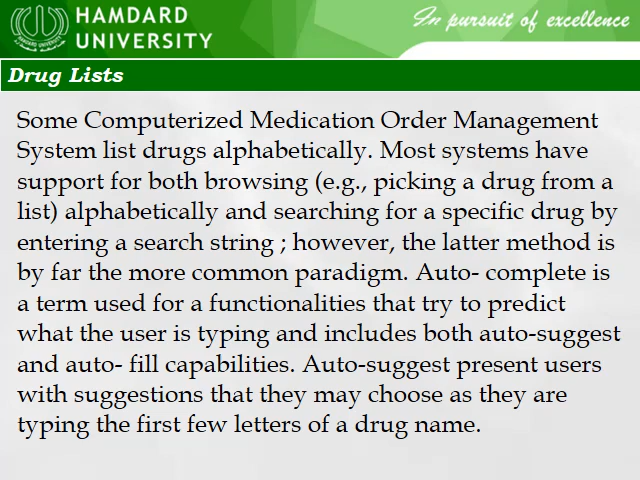 HAMDARD
UNIVERSITY
In pursuit of excellence
Drug Lists
Some Computerized Medication Order Management
System list drugs alphabetically. Most systems have
support for both browsing (e.g., picking a drug from a
list) alphabetically and searching for a specific drug by
entering a search string ; however, the latter method is
by far the more common paradigm. Auto- complete is
a term used for a functionalities that try to predict
what the user is typing and includes both auto-suggest
and auto- fill capabilities. Auto-suggest present users
with suggestions that they may choose as they are
typing the first few letters of a drug name.